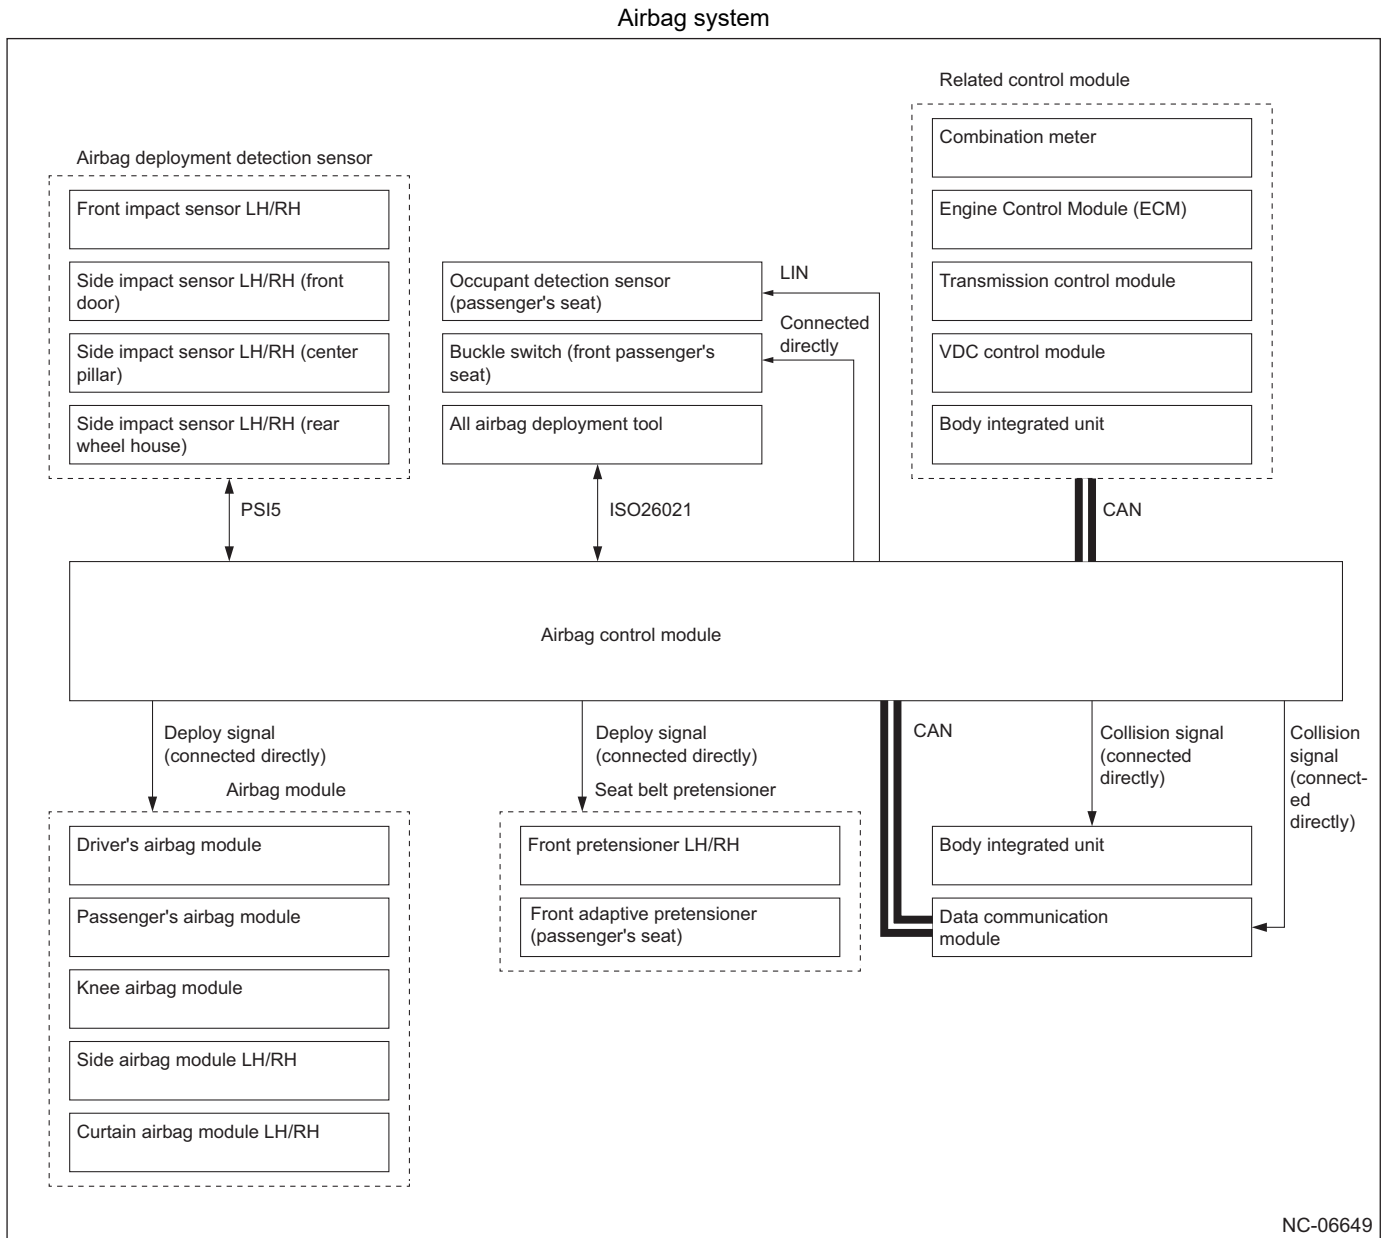 Airbag system
Related control module
Combination meter
Engine Control Module (ECM)
Transmission control module
VDC control module
Body integrated unit
CAN
Airbag deployment detection sensor
Front impact sensor LH/RH
Side impact sensor LH/RH (front
door)
Side impact sensor LH/RH (center
pillar)
Side impact sensor LH/RH (rear
wheel house)
PSI5
Occupant detection sensor
(passenger's seat)
Buckle switch (front passenger's
seat)
All airbag deployment tool
ISO26021
LIN
Connected
directly
Airbag control module
Deploy signal
(connected directly)
Airbag module
Driver's airbag module
Passenger's airbag module
Knee airbag module
Side airbag module LH/RH
Curtain airbag module LH/RH
Deploy signal
(connected directly)
Seat belt pretensioner
Front pretensioner LH/RH
Front adaptive pretensioner
(passenger's seat)
CAN
Collision signal
(connected
directly)
Body integrated unit
Data communication
module
Collision
signal
(connect-
ed
directly)
NC-06649